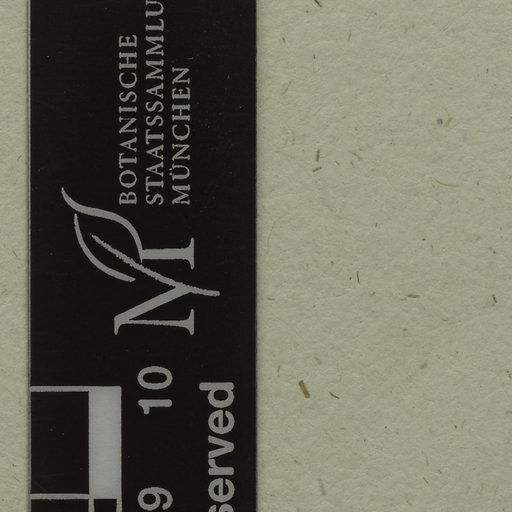 BOTANISCHE
STAATSSAMMLU
MÜNCHEN
M
9 10
served